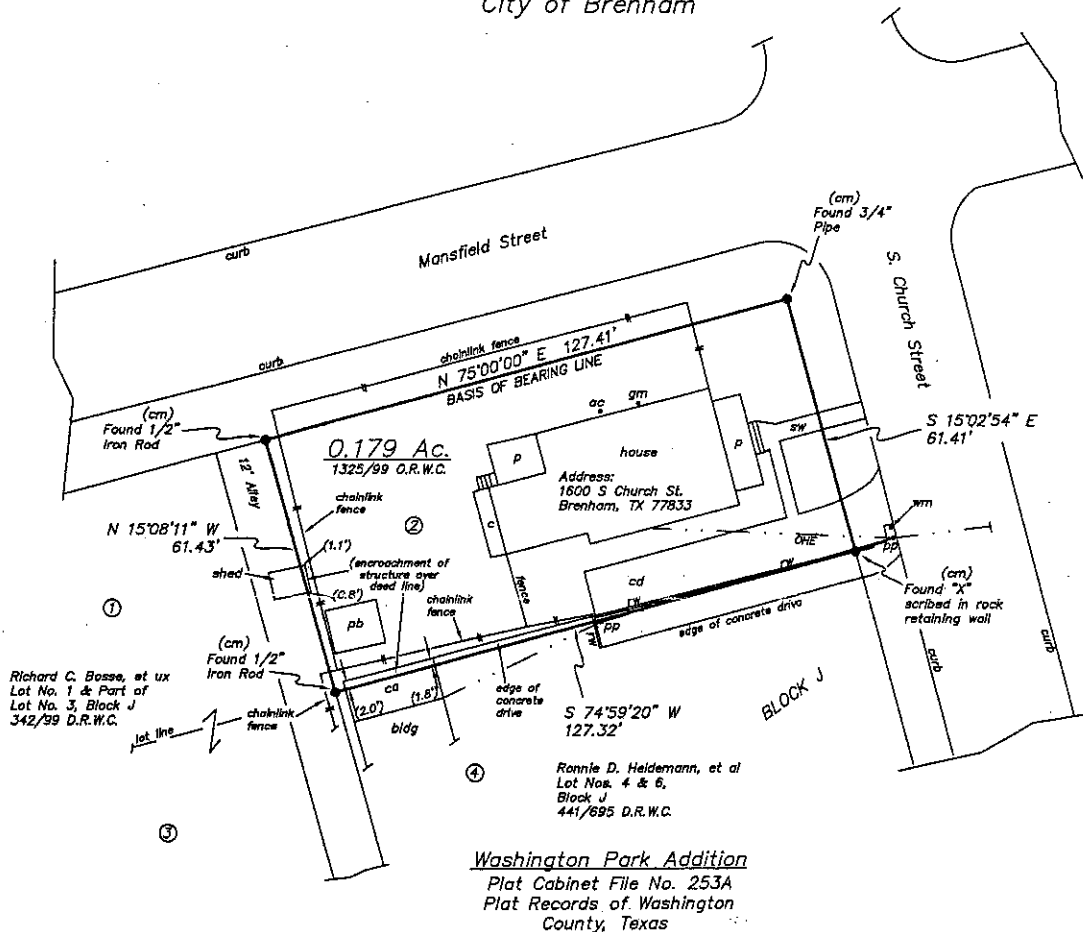 City of Brenham
(cm)
Found 3/4"
Pipe
curb
Mansfield Street
S. Church Street
curb
chainlink fence
N 75°00'00" E 127.41'
BASIS OF BEARING LINE
(cm)
Found 1/2"
Iron Rod
0.179 Ac.
1325/99 O.R.W.C.
ac
gm
p
house
p
sw
S 15°02'54" E
61.41'
12' Alley
Address:
1600 S Church St.
Brenham, TX 77833
chainlink
fence
②
c
wm
N 15°08'11" W
61.43'
(1.1')
OHE
pp
shed
(encroachment of
structure over
deed line)
fence
rw
(0.8')
cd
(cm)
Found "X"
scribed in rock
retaining wall
①
chainlink
fence
rw
pb
pp
edge of concrete drive
rw
curb
curb
(cm)
Found 1/2"
Iron Rod
Richard C. Bosse, et ux
Lot No. 1 & Part of
Lot No. 3, Block J
342/99 D.R.W.C.
ca
(1.8')
edge of
concrete
drive
S 74°59'20" W
127.32'
BLOCK J
(2.0')
chainlink
fence
lot line
bldg
④
Ronnie D. Heidemann, et al
Lot Nos. 4 & 6,
Block J
441/695 D.R.W.C.
③
Washington Park Addition
Plat Cabinet File No. 253A
Plat Records of Washington
County, Texas